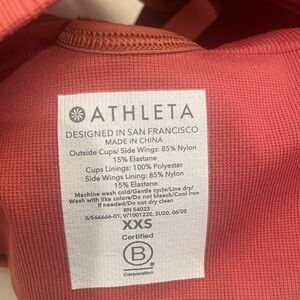 ATHLETA
DESIGNED IN SAN FRANCISCO
MADE IN CHINA
Outside Cups/ Side Wings: 85% Nylon
15% Elastane
Cups Linings: 100% Polyester
Side Wings Lining: 85% Nylon
15% Elastane
Machine wash cold/Gentle cycle/Line dry/
Wash with like colors/Do not bleach/Cool iron
if needed/Do not dry clean
RN 54023
S/566666-01, V/1001220, SU20, 06/20
XXS
Certified
B
Corporation